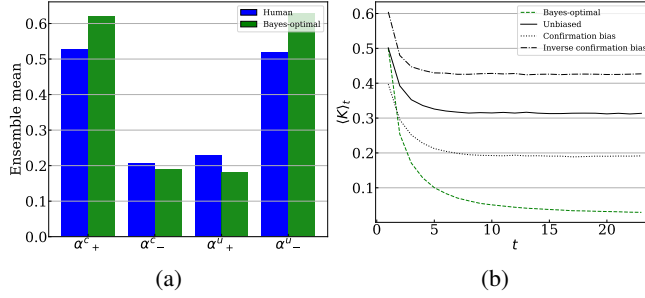 Human
Bayes-optimal
Ensemble mean
0.6
0.5
0.4
0.3
0.2
0.1
0.0
α^c_+
α^c_−
α^u_+
α^u_−
(a)
Bayes-optimal
Unbiased
Confirmation bias
Inverse confirmation bias
⟨K⟩_t
0.6
0.5
0.4
0.3
0.2
0.1
0
5
10
15
20
t
(b)